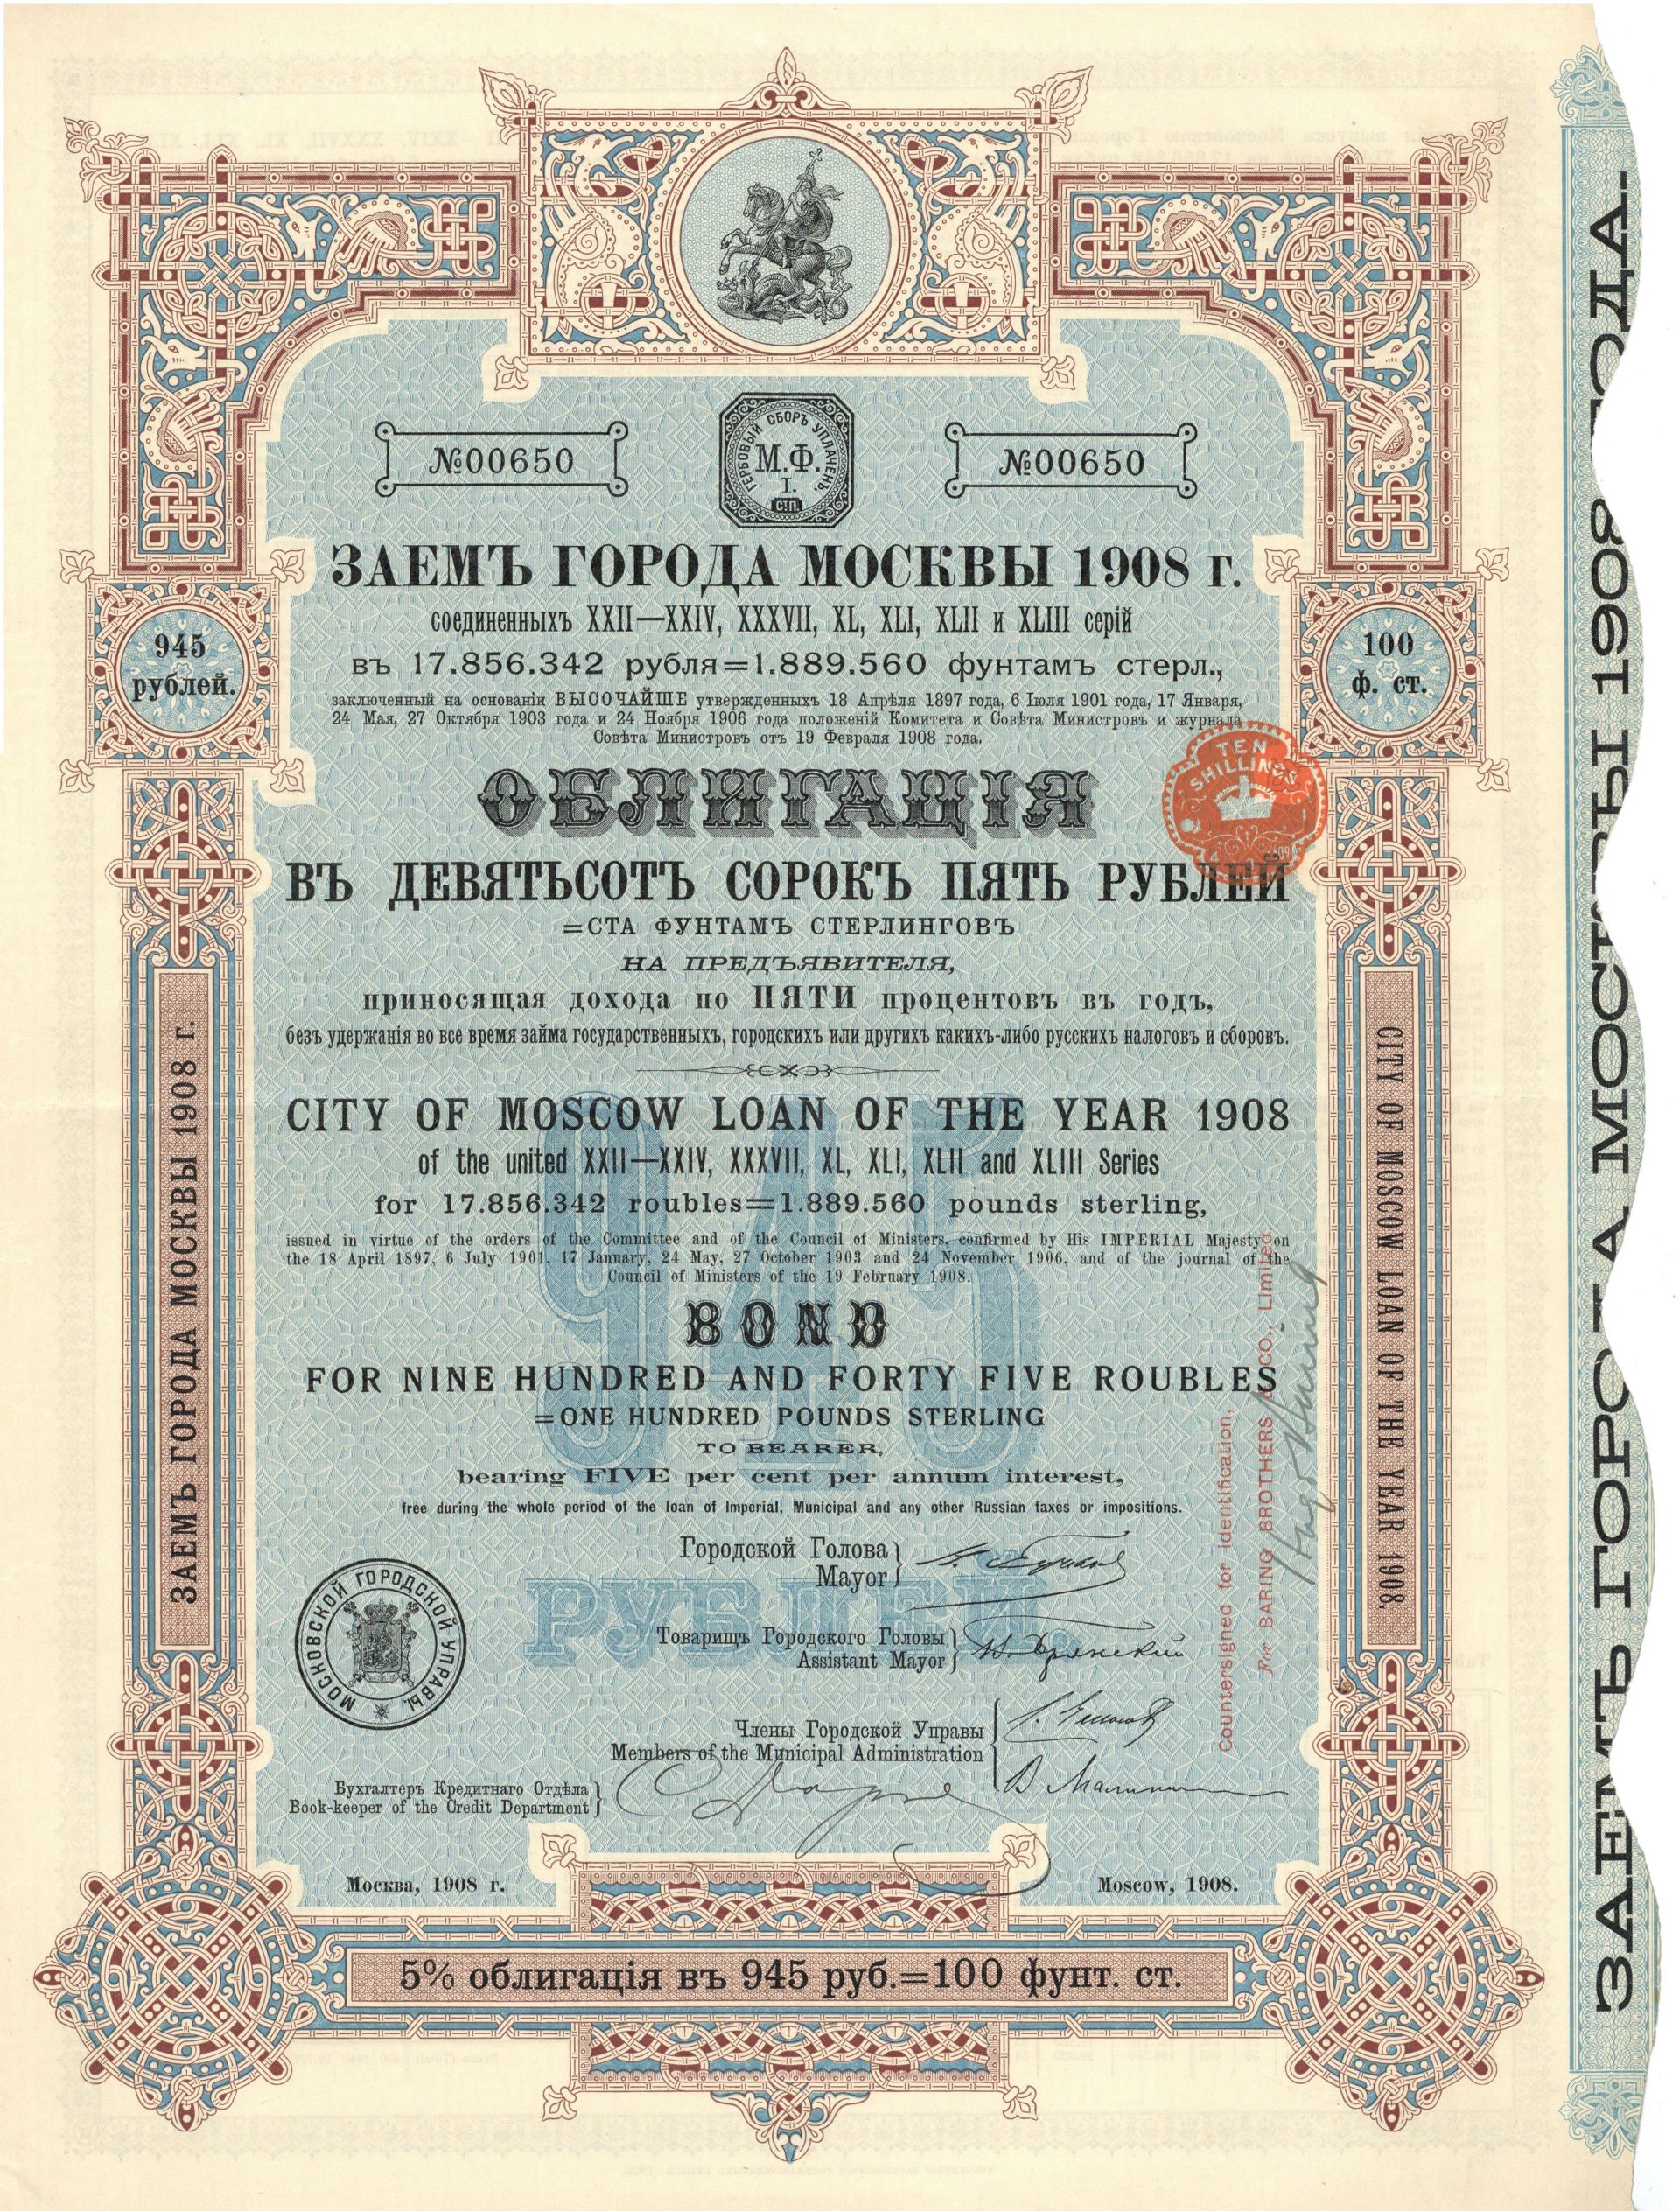 №00650
ГЕРБОВЫЙ СБОРЪ УПЛАЧЕНЪ.
М.Ф.
I.
С.П.
№00650
ЗАЕМЪ ГОРОДА МОСКВЫ 1908 г.
соединенныхъ XXII—XXIV, XXXVII, XL, XLI, XLII и XLIII серій
въ 17.856.342 рубля=1.889.560 фунтамъ стерл.,
заключенный на основаніи ВЫСОЧАЙШЕ утвержденныхъ 18 Апрѣля 1897 года, 6 Іюля 1901 года, 17 Января,
24 Мая, 27 Октября 1903 года и 24 Ноября 1906 года положеній Комитета и Совѣта Министровъ и журнала
Совѣта Министровъ отъ 19 Февраля 1908 года.
945
рублей.
100
ф. ст.
TEN
SHILLINGS
ОБЛИГАЦІЯ
ВЪ ДЕВЯТЬСОТЪ СОРОКЪ ПЯТЬ РУБЛЕЙ
=СТА ФУНТАМЪ СТЕРЛИНГОВЪ
НА ПРЕДЪЯВИТЕЛЯ,
приносящая дохода по ПЯТИ процентовъ въ годъ,
безъ удержанія во все время займа государственныхъ, городскихъ или другихъ какихъ-либо русскихъ налоговъ и сборовъ.
CITY OF MOSCOW LOAN OF THE YEAR 1908
of the united XXII—XXIV, XXXVII, XL, XLI, XLII and XLIII Series
for 17.856.342 roubles=1.889.560 pounds sterling,
issued in virtue of the orders of the Committee and of the Council of Ministers, confirmed by His IMPERIAL Majesty on
the 18 April 1897, 6 July 1901, 17 January, 24 May, 27 October 1903 and 24 November 1906, and of the journal of the
Council of Ministers of the 19 February 1908.
BOND
FOR NINE HUNDRED AND FORTY FIVE ROUBLES
=ONE HUNDRED POUNDS STERLING
TO BEARER,
bearing FIVE per cent per annum interest,
free during the whole period of the loan of Imperial, Municipal and any other Russian taxes or impositions.
945
РУБЛЕЙ.
Городской Голова
Mayor
Товарищъ Городского Головы
Assistant Mayor
Члены Городской Управы
Members of the Municipal Administration
Бухгалтеръ Кредитнаго Отдѣла
Book-keeper of the Credit Department
МОСКОВСКОЙ ГОРОДСКОЙ УПРАВЫ.
Countersigned for identification,
For BARING BROTHERS & CO., Limited.
Москва, 1908 г.
Moscow, 1908.
5% облигація въ 945 руб.=100 фунт. ст.
ЗАЕМЪ ГОРОДА МОСКВЫ 1908 г.
CITY OF MOSCOW LOAN OF THE YEAR 1908.
ЗАЕМЪ ГОРОДА МОСКВЫ 1908 ГОДА.